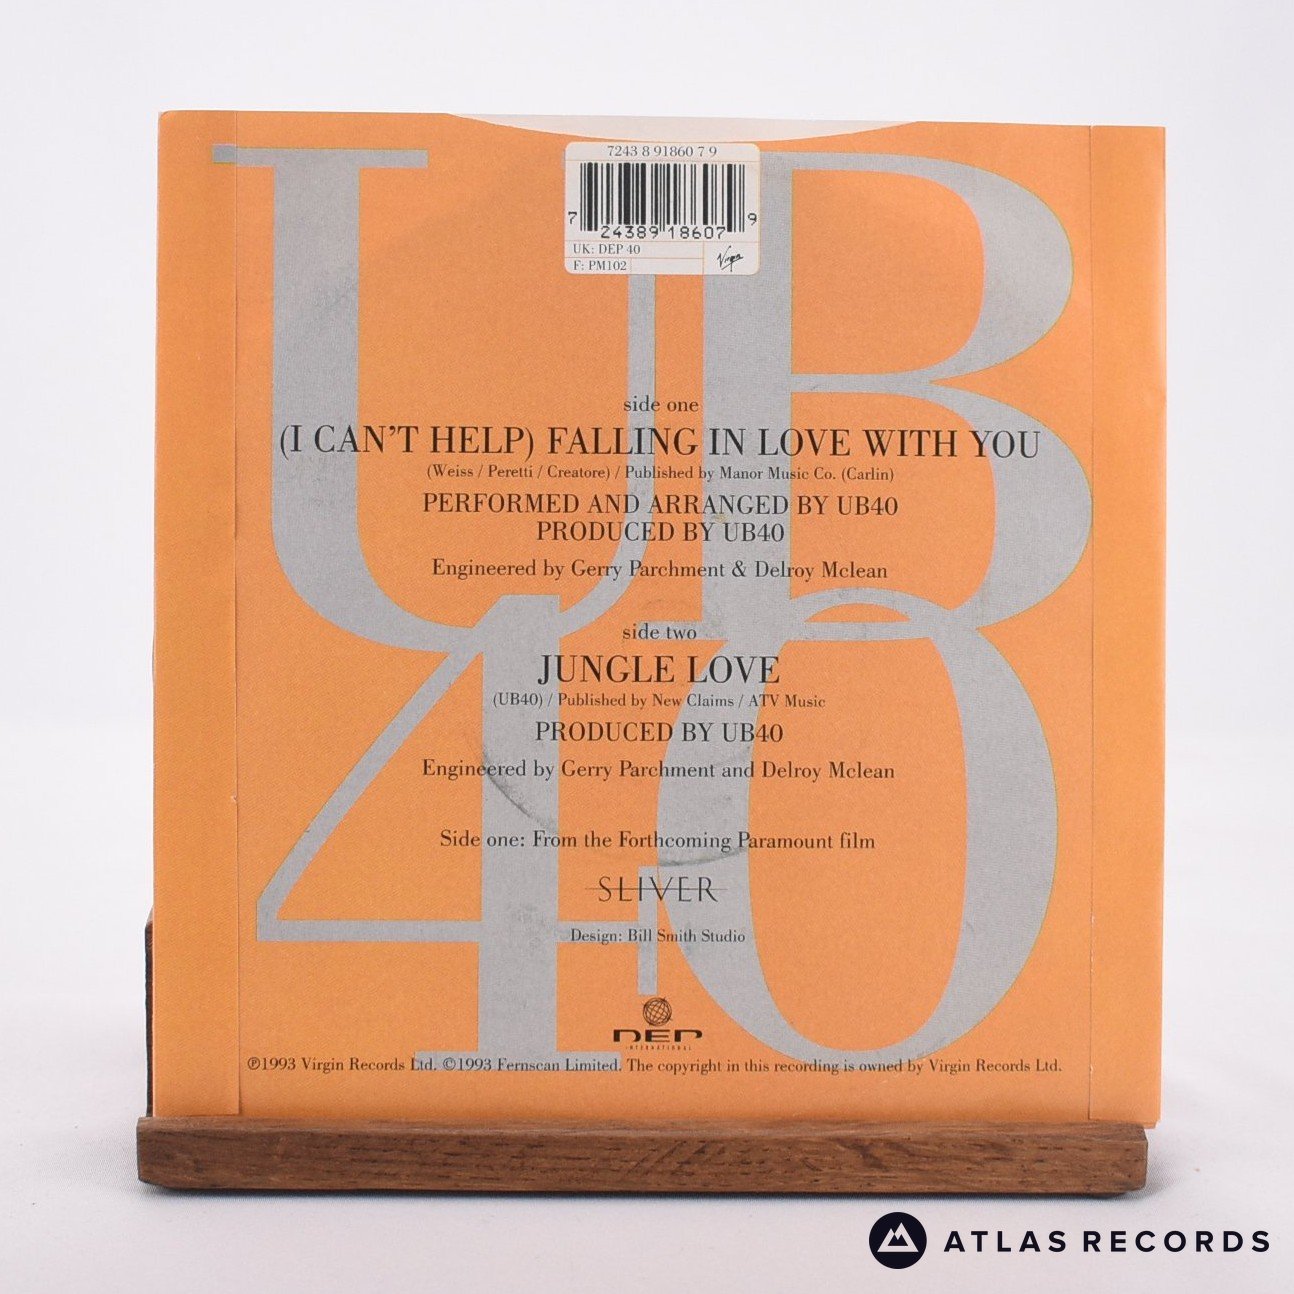 7243 8 91860 7 9
7 24389 18607 9
UK: DEP 40
F: PM102
Virgin
UB
40
side one
(I CAN'T HELP) FALLING IN LOVE WITH YOU
(Weiss / Peretti / Creatore) / Published by Manor Music Co. (Carlin)
PERFORMED AND ARRANGED BY UB40
PRODUCED BY UB40
Engineered by Gerry Parchment & Delroy Mclean
side two
JUNGLE LOVE
(UB40) / Published by New Claims / ATV Music
PRODUCED BY UB40
Engineered by Gerry Parchment and Delroy Mclean
Side one: From the Forthcoming Paramount film
SLIVER
Design: Bill Smith Studio
DEP
INTERNATIONAL
℗1993 Virgin Records Ltd. ©1993 Fernscan Limited. The copyright in this recording is owned by Virgin Records Ltd.
ATLAS RECORDS